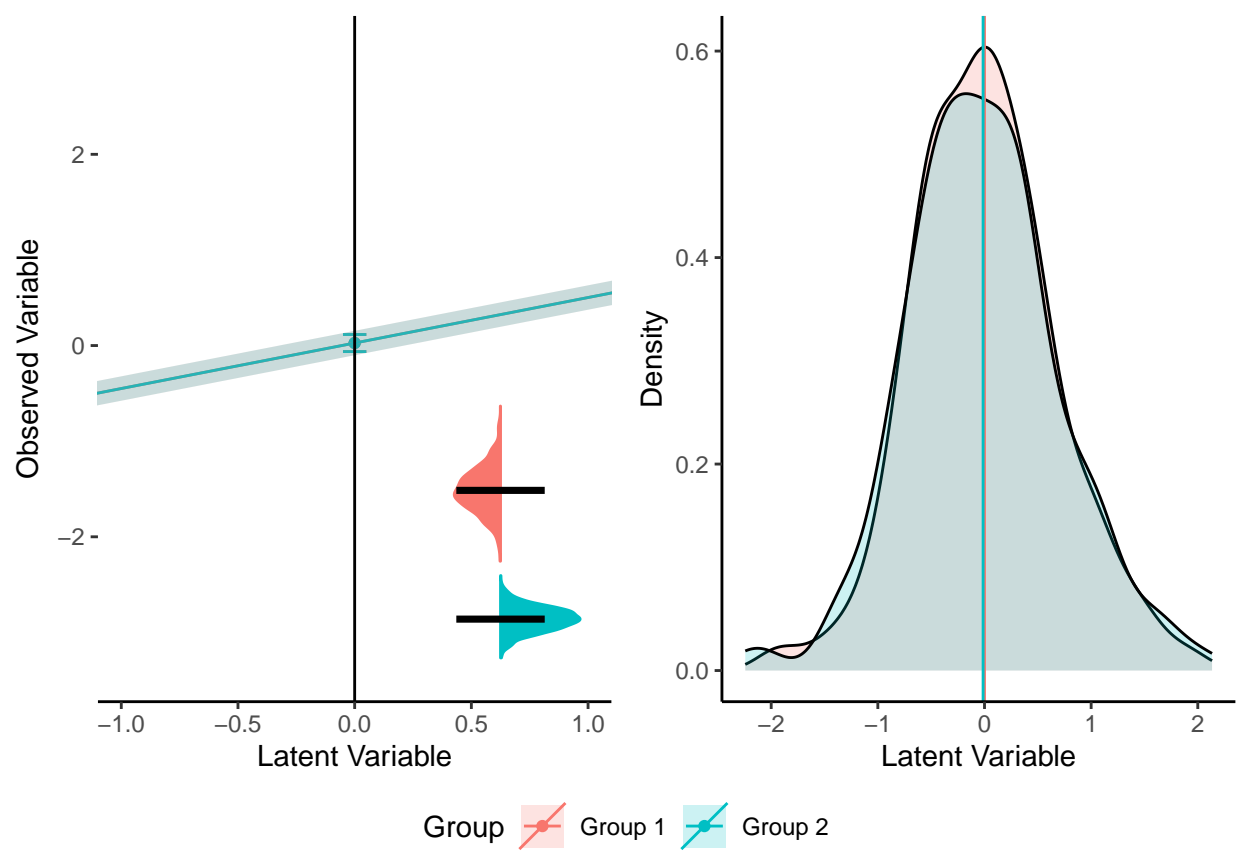 Observed Variable
2
0
−2
−1.0 −0.5 0.0 0.5 1.0
Latent Variable
Density
0.6
0.4
0.2
0.0
−2 −1 0 1 2
Latent Variable
Group Group 1 Group 2